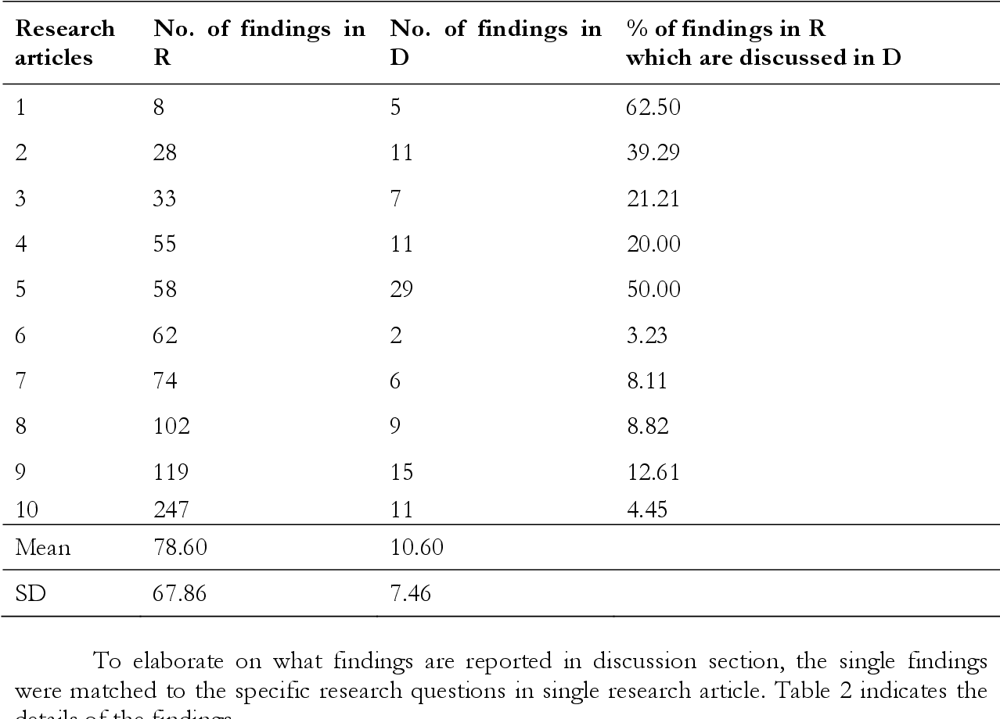 Research articles No. of findings in R No. of findings in D % of findings in R which are discussed in D
1 8 5 62.50
2 28 11 39.29
3 33 7 21.21
4 55 11 20.00
5 58 29 50.00
6 62 2 3.23
7 74 6 8.11
8 102 9 8.82
9 119 15 12.61
10 247 11 4.45
Mean 78.60 10.60
SD 67.86 7.46
To elaborate on what findings are reported in discussion section, the single findings
were matched to the specific research questions in single research article. Table 2 indicates the
details of the findings